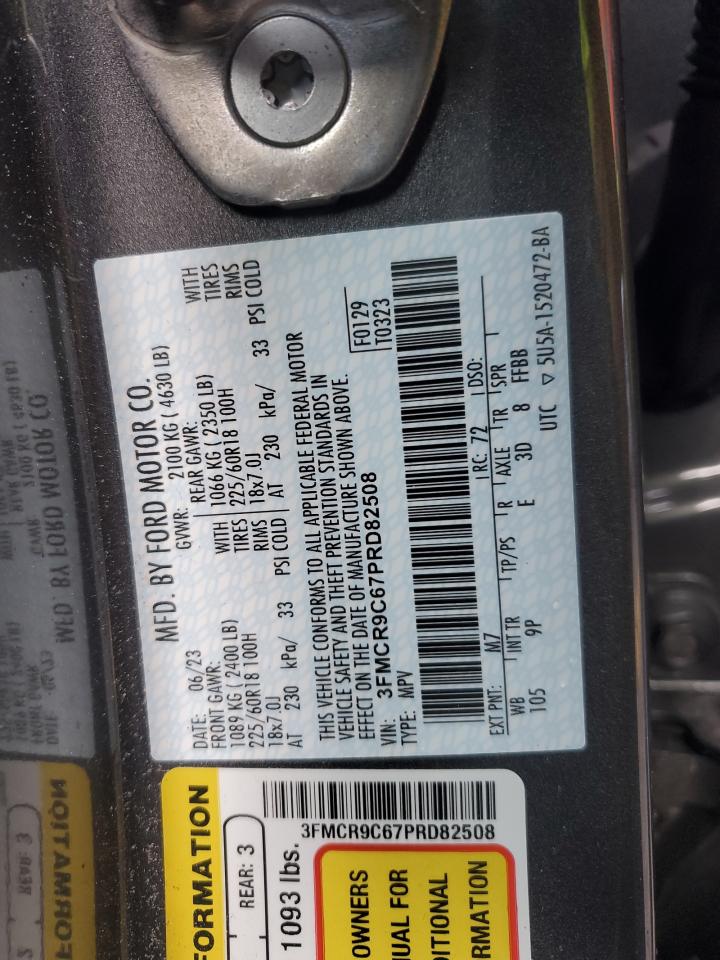 MFD. BY FORD MOTOR CO.
DATE: 06/23 GVWR: 2100 KG ( 4630 LB)
FRONT GAWR: REAR GAWR:
1089 KG ( 2400 LB) WITH 1066 KG ( 2350 LB) WITH
225/60R18 100H TIRES 225/60R18 100H TIRES
18x7.0J RIMS 18x7.0J RIMS
AT 230 kPa/ 33 PSI COLD AT 230 kPa/ 33 PSI COLD
THIS VEHICLE CONFORMS TO ALL APPLICABLE FEDERAL MOTOR
VEHICLE SAFETY AND THEFT PREVENTION STANDARDS IN
EFFECT ON THE DATE OF MANUFACTURE SHOWN ABOVE.
VIN: 3FMCR9C67PRD82508 F0129
TYPE: MPV T0323
EXT PNT: M7 RC: 72 DSO:
WB INT TR TP/PS R AXLE TR SPR
105 9P E 3D 8 FFBB
UTC ▽ 5U5A-1520472-BA
FORMATION
REAR: 3
1093 lbs.
3FMCR9C67PRD82508
OWNERS
UAL FOR
DITIONAL
RMATION